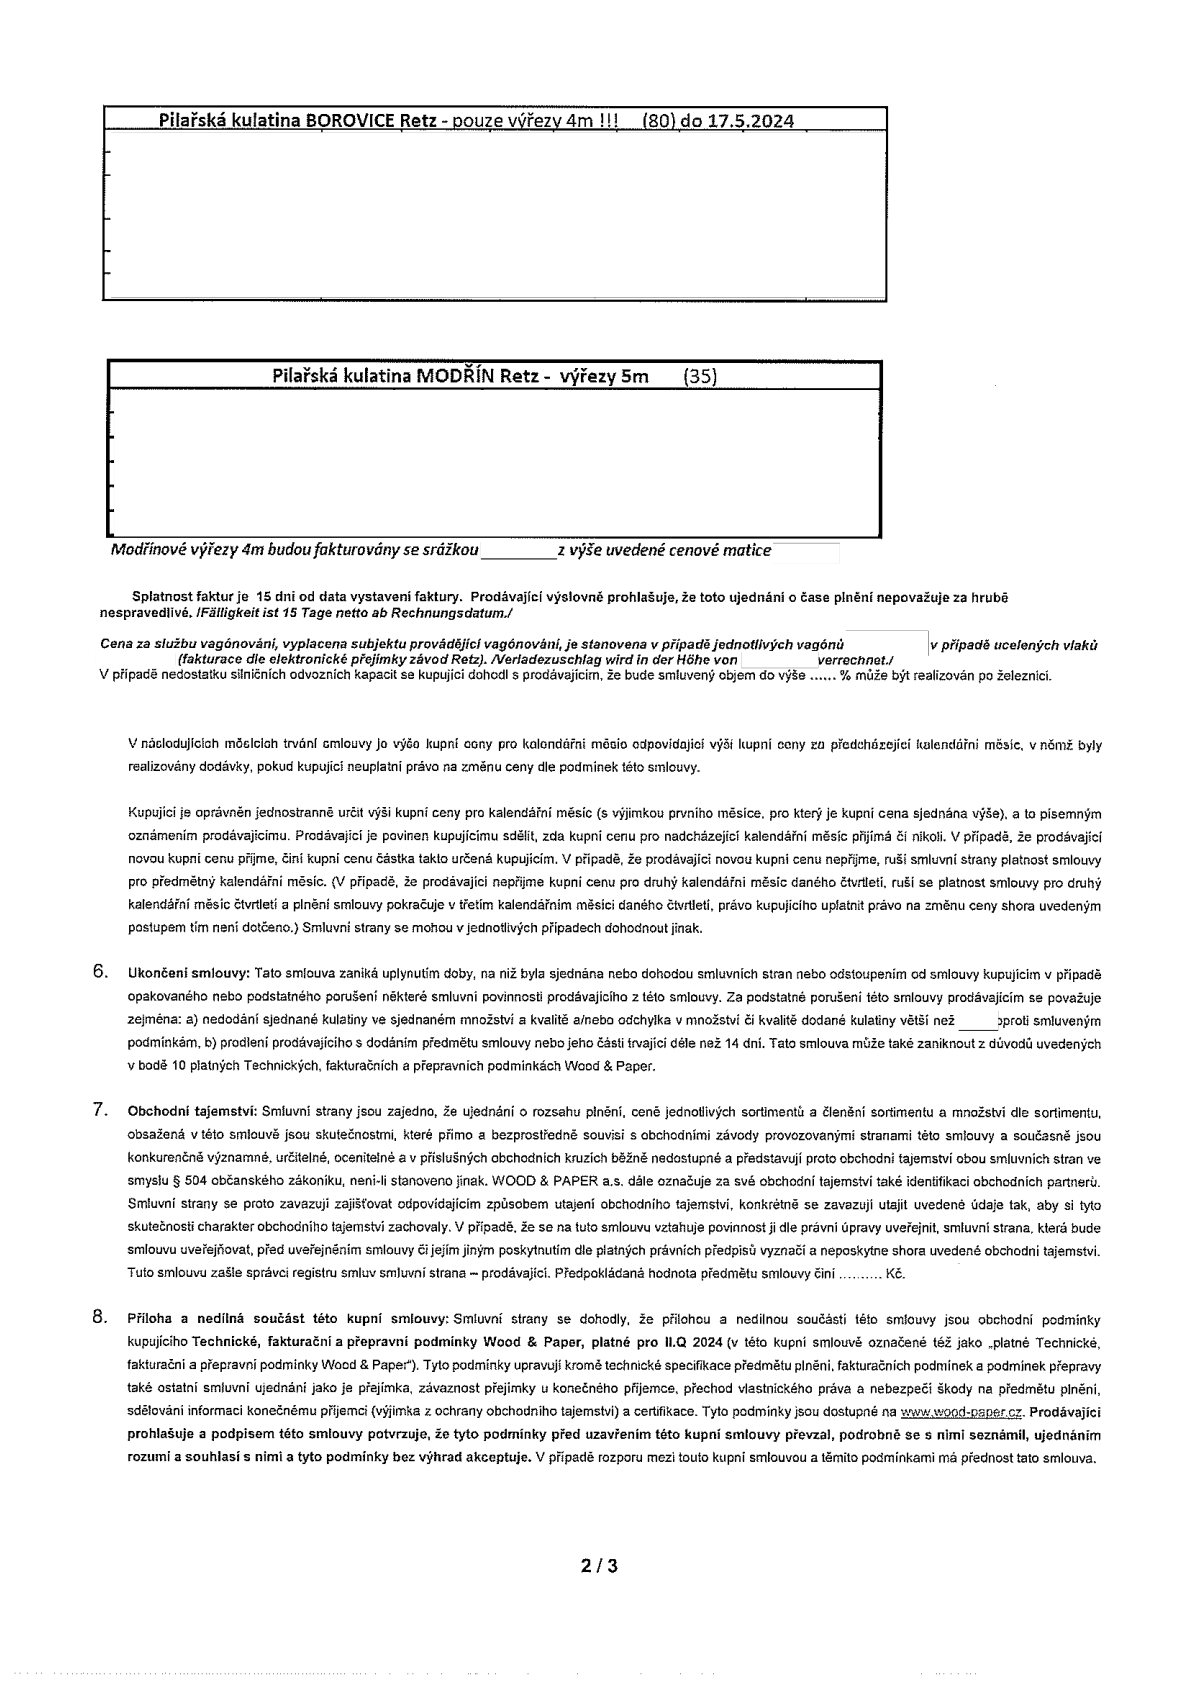 Pilařská kulatina BOROVICE Retz - pouze výřezy 4m !!! (80) do 17.5.2024
Pilařská kulatina MODŘÍN Retz - výřezy 5m (35)
Modřínové výřezy 4m budou fakturovány se srážkou ________ z výše uvedené cenové matice
Splatnost faktur je 15 dní od data vystavení faktury. Prodávající výslovně prohlašuje, že toto ujednání o čase plnění nepovažuje za hrubě
nespravedlivé. /Fälligkeit ist 15 Tage netto ab Rechnungsdatum./
Cena za službu vagónování, vyplacena subjektu provádějící vagónování, je stanovena v případě jednotlivých vagónů v případě ucelených vlaků
(fakturace dle elektronické přejímky závod Retz). /Verladezuschlag wird in der Höhe von verrechnet./
V případě nedostatku silničních odvozních kapacit se kupující dohodl s prodávajícím, že bude smluvený objem do výše ...... % může být realizován po železnici.
V následujících měsících trvání smlouvy je výše kupní ceny pro kalendářní měsíc odpovídající výši kupní ceny za předcházející kalendářní měsíc, v němž byly
realizovány dodávky, pokud kupující neuplatní právo na změnu ceny dle podmínek této smlouvy.
Kupující je oprávněn jednostranně určit výši kupní ceny pro kalendářní měsíc (s výjimkou prvního měsíce, pro který je kupní cena sjednána výše), a to písemným
oznámením prodávajícímu. Prodávající je povinen kupujícímu sdělit, zda kupní cenu pro nadcházející kalendářní měsíc přijímá či nikoli. V případě, že prodávající
novou kupní cenu přijme, činí kupní cenu částka takto určená kupujícím. V případě, že prodávající novou kupní cenu nepřijme, ruší smluvní strany platnost smlouvy
pro předmětný kalendářní měsíc. (V případě, že prodávající nepřijme kupní cenu pro druhý kalendářní měsíc daného čtvrtletí, ruší se platnost smlouvy pro druhý
kalendářní měsíc čtvrtletí a plnění smlouvy pokračuje v třetím kalendářním měsíci daného čtvrtletí, právo kupujícího uplatnit právo na změnu ceny shora uvedeným
postupem tím není dotčeno.) Smluvní strany se mohou v jednotlivých případech dohodnout jinak.
6. Ukončení smlouvy: Tato smlouva zaniká uplynutím doby, na niž byla sjednána nebo dohodou smluvních stran nebo odstoupením od smlouvy kupujícím v případě
opakovaného nebo podstatného porušení některé smluvní povinnosti prodávajícího z této smlouvy. Za podstatné porušení této smlouvy prodávajícím se považuje
zejména: a) nedodání sjednané kulatiny ve sjednaném množství a kvalitě a/nebo odchylka v množství či kvalitě dodané kulatiny větší než _____ oproti smluveným
podmínkám, b) prodlení prodávajícího s dodáním předmětu smlouvy nebo jeho části trvající déle než 14 dní. Tato smlouva může také zaniknout z důvodů uvedených
v bodě 10 platných Technických, fakturačních a přepravních podmínkách Wood & Paper.
7. Obchodní tajemství: Smluvní strany jsou zajedno, že ujednání o rozsahu plnění, ceně jednotlivých sortimentů a členění sortimentu a množství dle sortimentu,
obsažená v této smlouvě jsou skutečnostmi, které přímo a bezprostředně souvisí s obchodními závody provozovanými stranami této smlouvy a současně jsou
konkurenčně významné, určitelné, ocenitelné a v příslušných obchodních kruzích běžně nedostupné a představují proto obchodní tajemství obou smluvních stran ve
smyslu § 504 občanského zákoníku, není-li stanoveno jinak. WOOD & PAPER a.s. dále označuje za své obchodní tajemství také identifikaci obchodních partnerů.
Smluvní strany se proto zavazují zajišťovat odpovídajícím způsobem utajení obchodního tajemství, konkrétně se zavazují utajit uvedené údaje tak, aby si tyto
skutečnosti charakter obchodního tajemství zachovaly. V případě, že se na tuto smlouvu vztahuje povinnost ji dle právní úpravy uveřejnit, smluvní strana, která bude
smlouvu uveřejňovat, před uveřejněním smlouvy či jejím jiným poskytnutím dle platných právních předpisů vyznačí a neposkytne shora uvedené obchodní tajemství.
Tuto smlouvu zašle správci registru smluv smluvní strana – prodávající. Předpokládaná hodnota předmětu smlouvy činí .......... Kč.
8. Příloha a nedílná součást této kupní smlouvy: Smluvní strany se dohodly, že přílohou a nedílnou součástí této smlouvy jsou obchodní podmínky
kupujícího Technické, fakturační a přepravní podmínky Wood & Paper, platné pro II.Q 2024 (v této kupní smlouvě označené též jako „platné Technické,
fakturační a přepravní podmínky Wood & Paper“). Tyto podmínky upravují kromě technické specifikace předmětu plnění, fakturačních podmínek a podmínek přepravy
také ostatní smluvní ujednání jako je přejímka, závaznost přejímky u konečného příjemce, přechod vlastnického práva a nebezpečí škody na předmětu plnění,
sdělování informací konečnému příjemci (výjimka z ochrany obchodního tajemství) a certifikace. Tyto podmínky jsou dostupné na www.wood-paper.cz. Prodávající
prohlašuje a podpisem této smlouvy potvrzuje, že tyto podmínky před uzavřením této kupní smlouvy převzal, podrobně se s nimi seznámil, ujednáním
rozumí a souhlasí s nimi a tyto podmínky bez výhrad akceptuje. V případě rozporu mezi touto kupní smlouvou a těmito podmínkami má přednost tato smlouva.
2 / 3